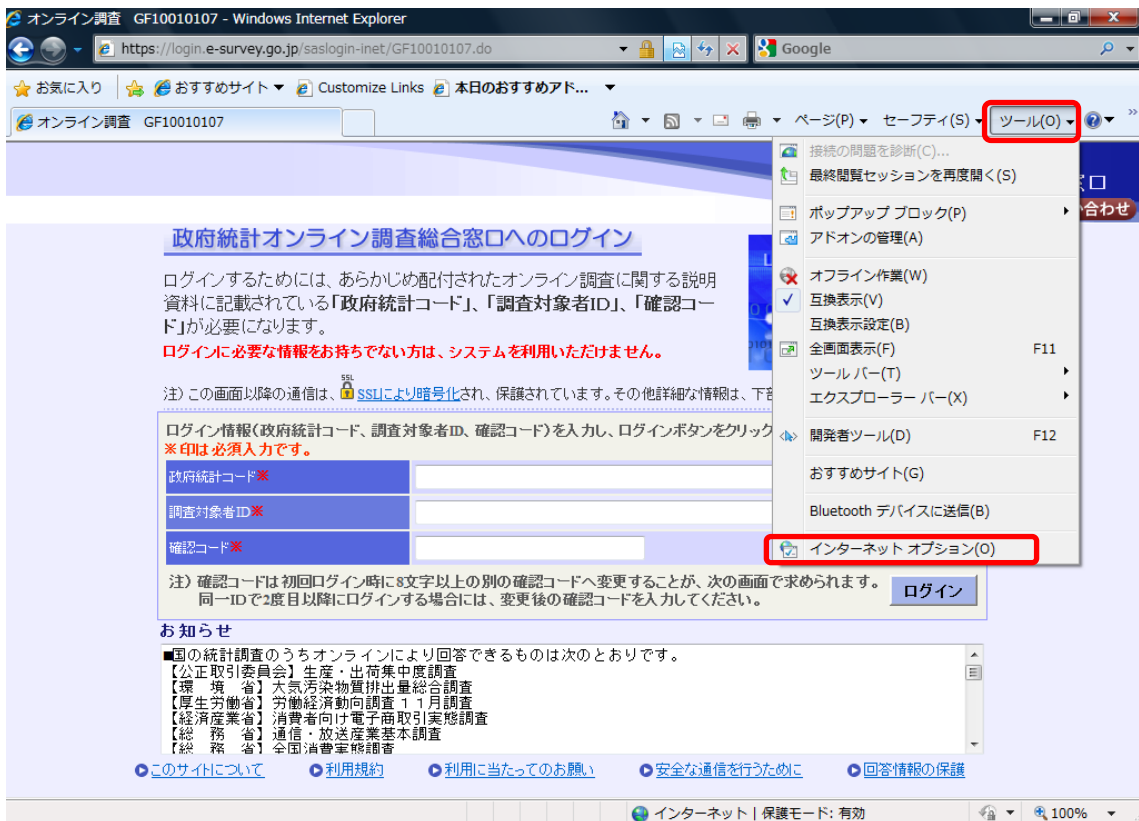 オンライン調査 GF10010107 - Windows Internet Explorer
https://login.e-survey.go.jp/saslogin-inet/GF10010107.do
Google
お気に入り
おすすめサイト
Customize Links
本日のおすすめアド...
オンライン調査 GF10010107
ページ(P)
セーフティ(S)
ツール(O)
接続の問題を診断(C)...
最終閲覧セッションを再度開く(S)
ポップアップ ブロック(P)
アドオンの管理(A)
オフライン作業(W)
互換表示(V)
互換表示設定(B)
全画面表示(F) F11
ツール バー(T)
エクスプローラー バー(X)
開発者ツール(D) F12
おすすめサイト(G)
Bluetooth デバイスに送信(B)
インターネット オプション(O)
窓口
合わせ
政府統計オンライン調査総合窓口へのログイン
ログインするためには、あらかじめ配付されたオンライン調査に関する説明
資料に記載されている「政府統計コード」、「調査対象者ID」、「確認コー
ド」が必要になります。
ログインに必要な情報をお持ちでない方は、システムを利用いただけません。
SSL
注) この画面以降の通信は、SSLにより暗号化され、保護されています。その他詳細な情報は、下
ログイン情報(政府統計コード、調査対象者ID、確認コード)を入力し、ログインボタンをクリック
※印は必須入力です。
政府統計コード※
調査対象者ID※
確認コード※
注) 確認コードは初回ログイン時に8文字以上の別の確認コードへ変更することが、次の画面で求められます。
同一IDで2度目以降にログインする場合には、変更後の確認コードを入力してください。
ログイン
お知らせ
■国の統計調査のうちオンラインにより回答できるものは次のとおりです。
【公正取引委員会】生産・出荷集中度調査
【環 境 省】大気汚染物質排出量総合調査
【厚生労働省】労働経済動向調査11月調査
【経済産業省】消費者向け電子商取引実態調査
【総 務 省】通信・放送産業基本調査
【総 務 省】全国消費実態調査
このサイトについて
利用規約
利用に当たってのお願い
安全な通信を行うために
回答情報の保護
インターネット | 保護モード: 有効
100%